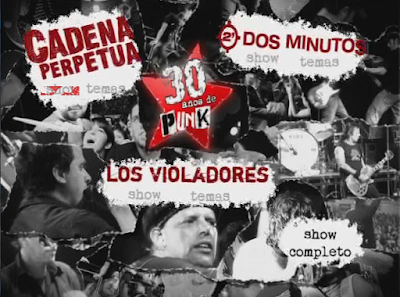 CADENA
PERPETUA
show temas
2' DOS MINUTOS
show temas
30
años de
PUNK
LOS VIOLADORES
show temas
show
completo